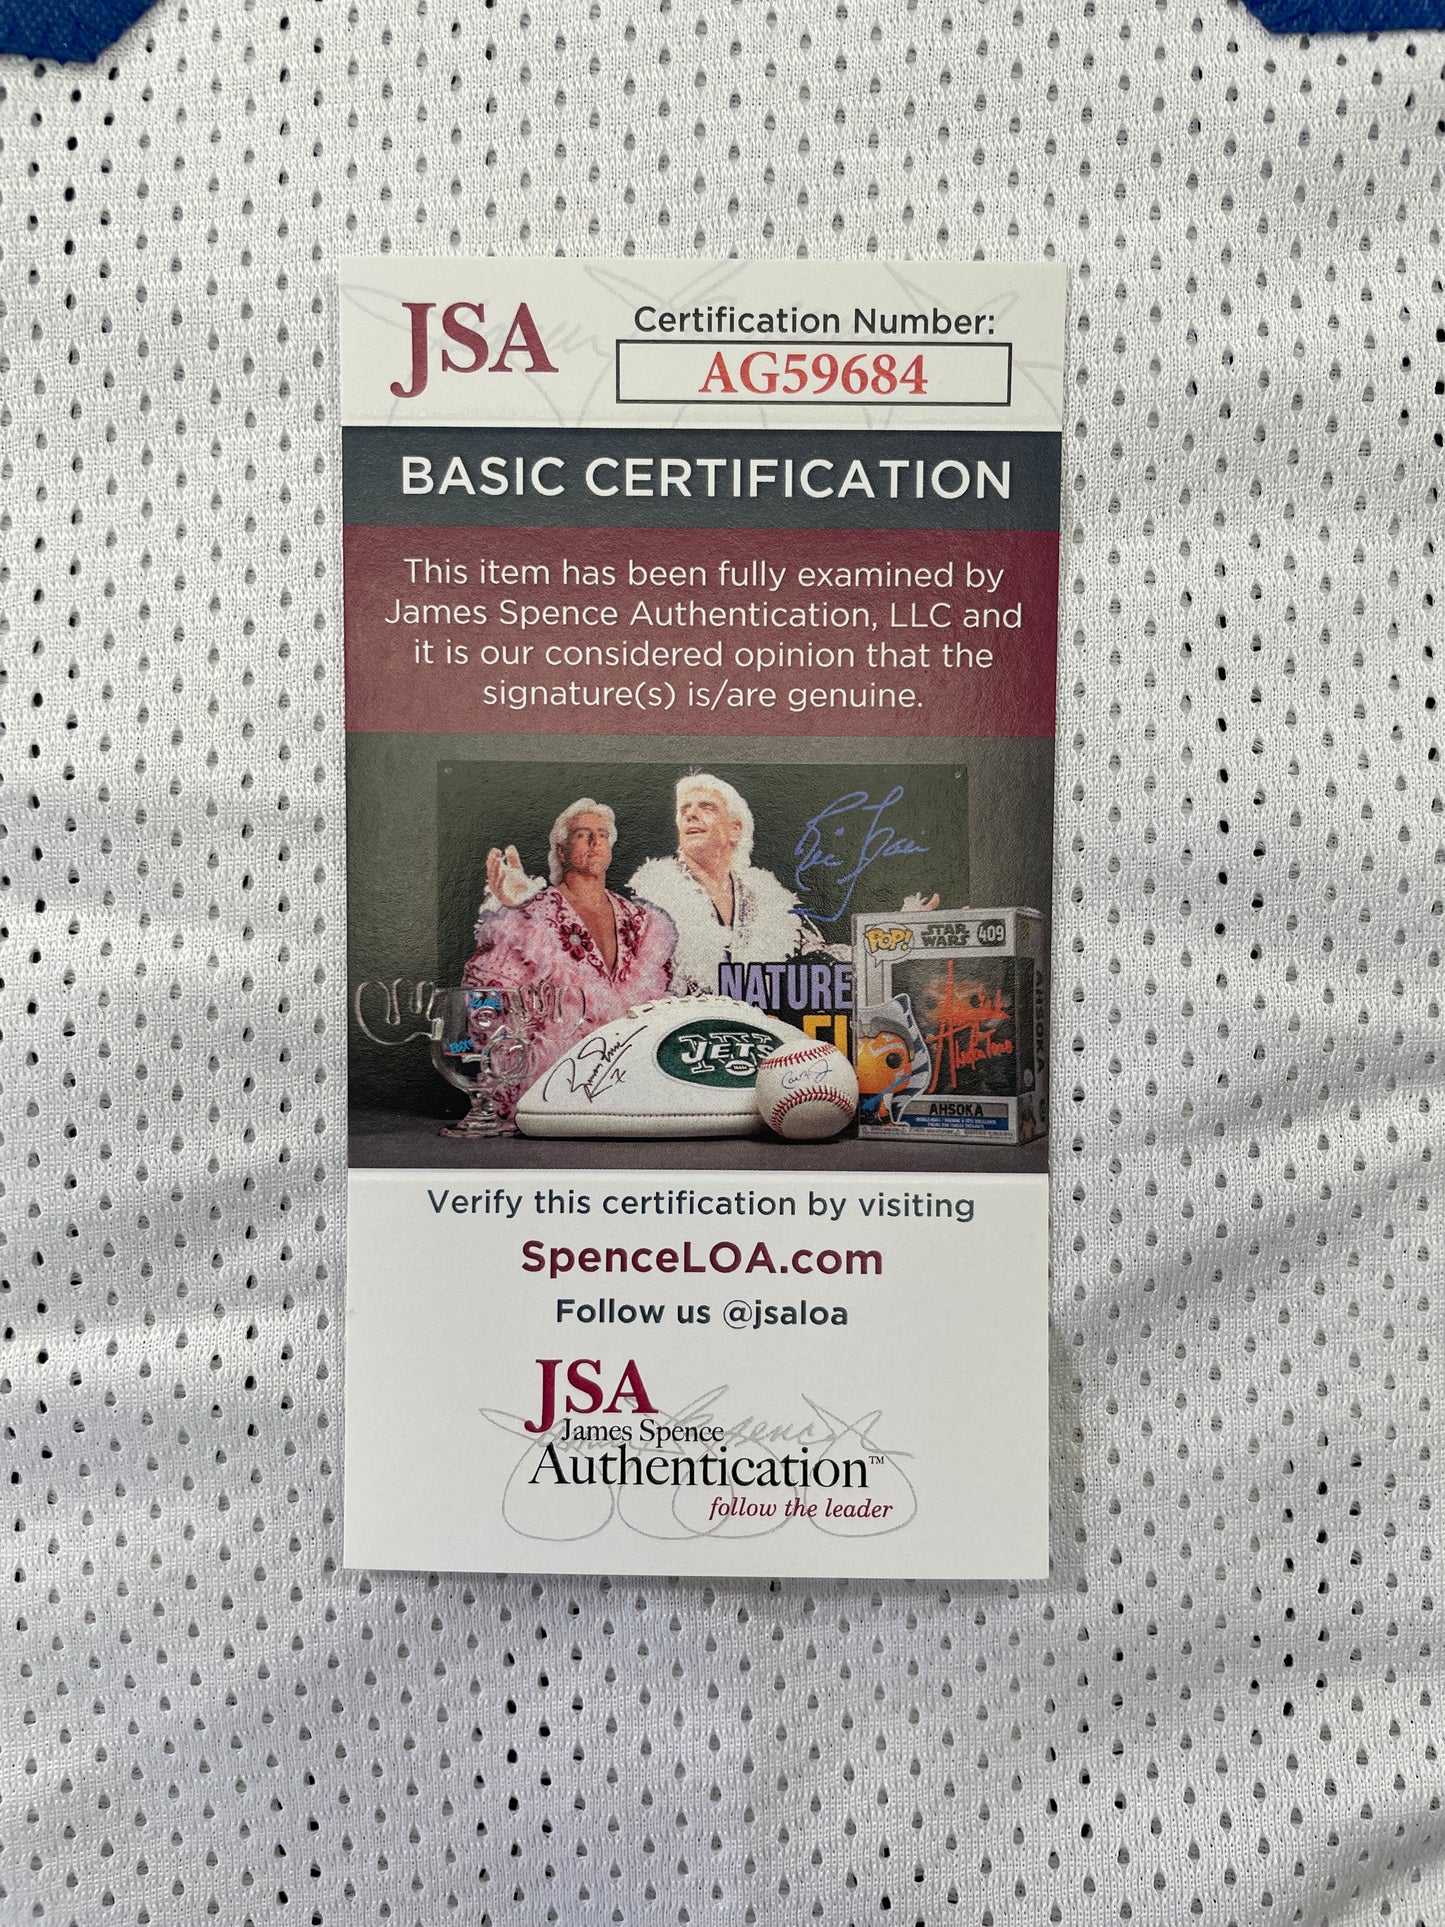 JSA
Certification Number:
AG59684
BASIC CERTIFICATION
This item has been fully examined by
James Spence Authentication, LLC and
it is our considered opinion that the
signature(s) is/are genuine.
NATURE
POP!
STAR
WARS
409
JETS
AHSOKA
AHSOKA
Verify this certification by visiting
SpenceLOA.com
Follow us @jsaloa
JSA
James Spence
Authentication™
follow the leader